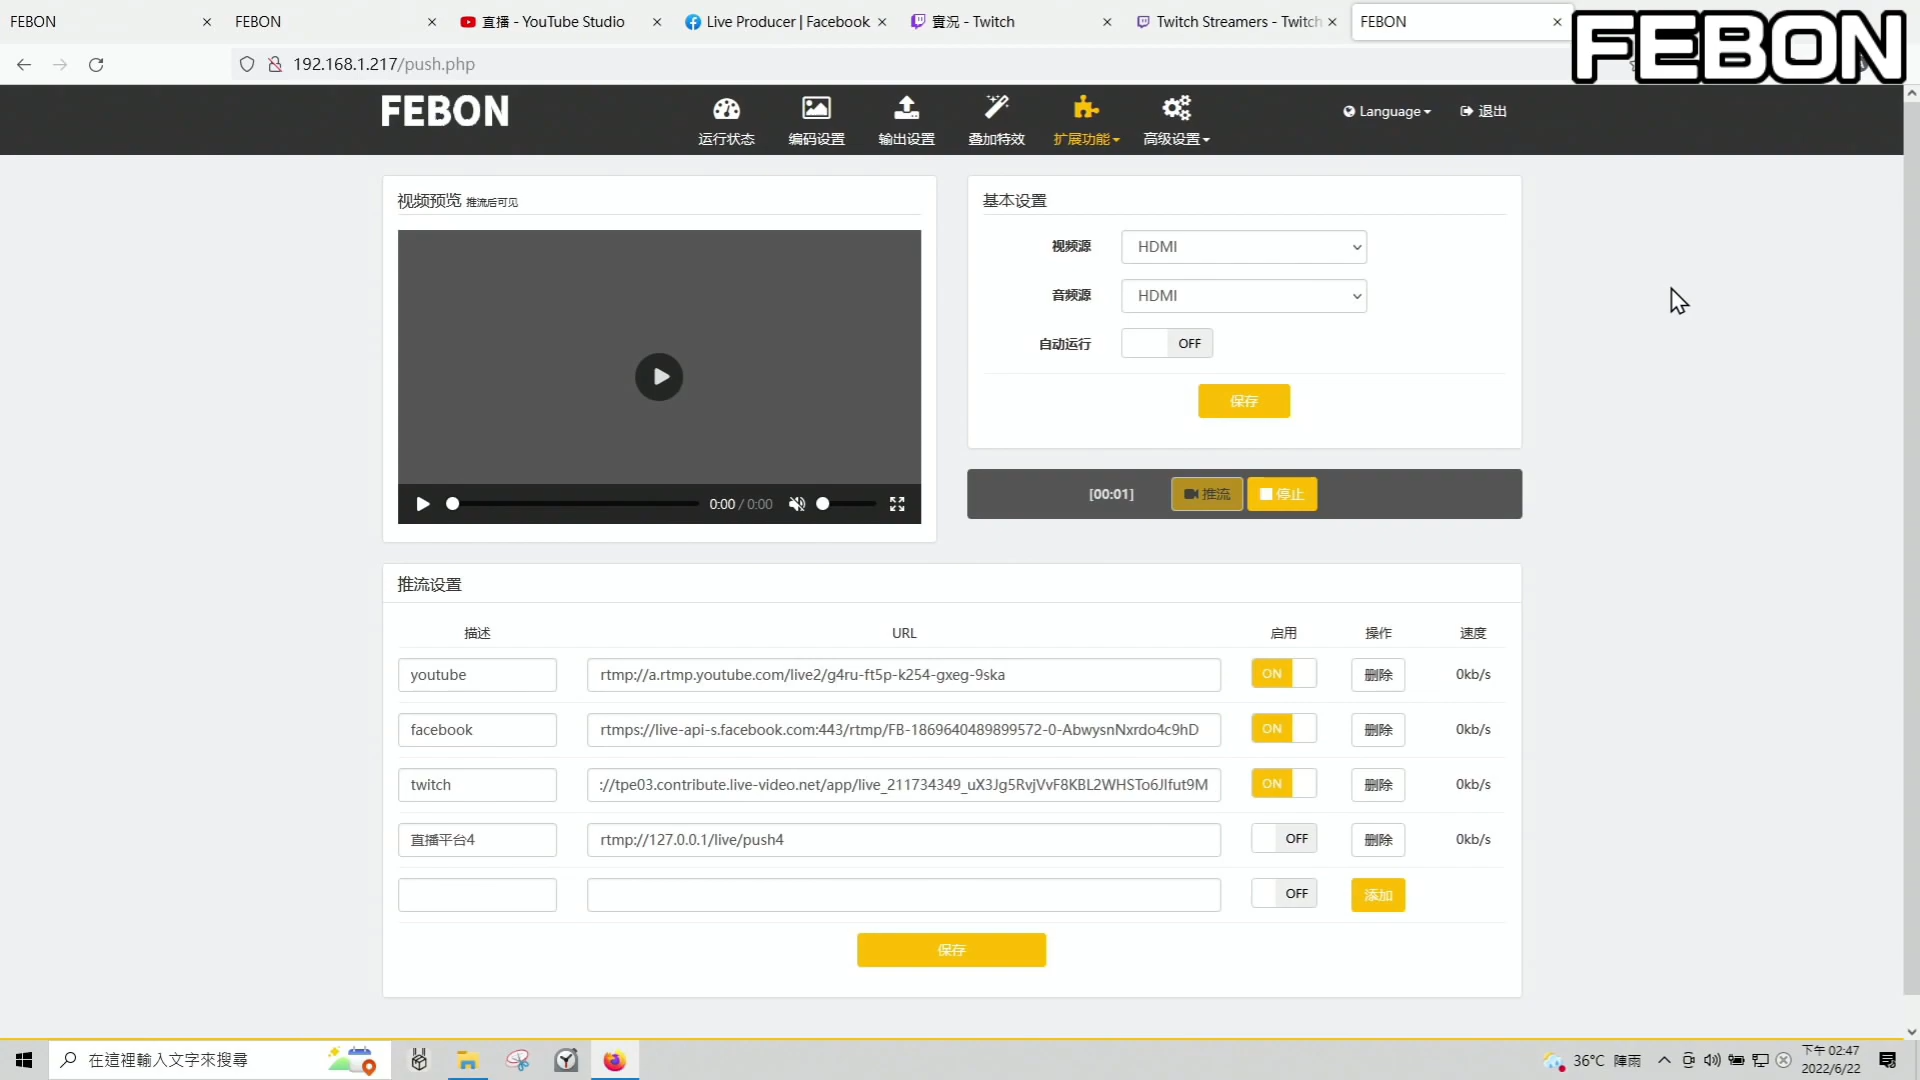 FEBON
FEBON
直播 - YouTube Studio
Live Producer | Facebook
實況 - Twitch
Twitch Streamers - Twitch
FEBON
FEBON
192.168.1.217/push.php
FEBON
运行状态
编码设置
输出设置
叠加特效
扩展功能
高级设置
Language
退出
视频预览 推流后可见
0:00 / 0:00
基本设置
视频源
HDMI
音频源
HDMI
自动运行
OFF
保存
[00:01]
推流
停止
推流设置
描述 URL 启用 操作 速度
youtube rtmp://a.rtmp.youtube.com/live2/g4ru-ft5p-k254-gxeg-9ska ON 删除 0kb/s
facebook rtmps://live-api-s.facebook.com:443/rtmp/FB-1869640489899572-0-AbwysnNxrdo4c9hD ON 删除 0kb/s
twitch ://tpe03.contribute.live-video.net/app/live_211734349_uX3Jg5RvjVvF8KBL2WHSTo6Jlfut9M ON 删除 0kb/s
直播平台4 rtmp://127.0.0.1/live/push4 OFF 删除 0kb/s
OFF 添加
保存
在這裡輸入文字來搜尋
36°C 陣雨
下午 02:47
2022/6/22